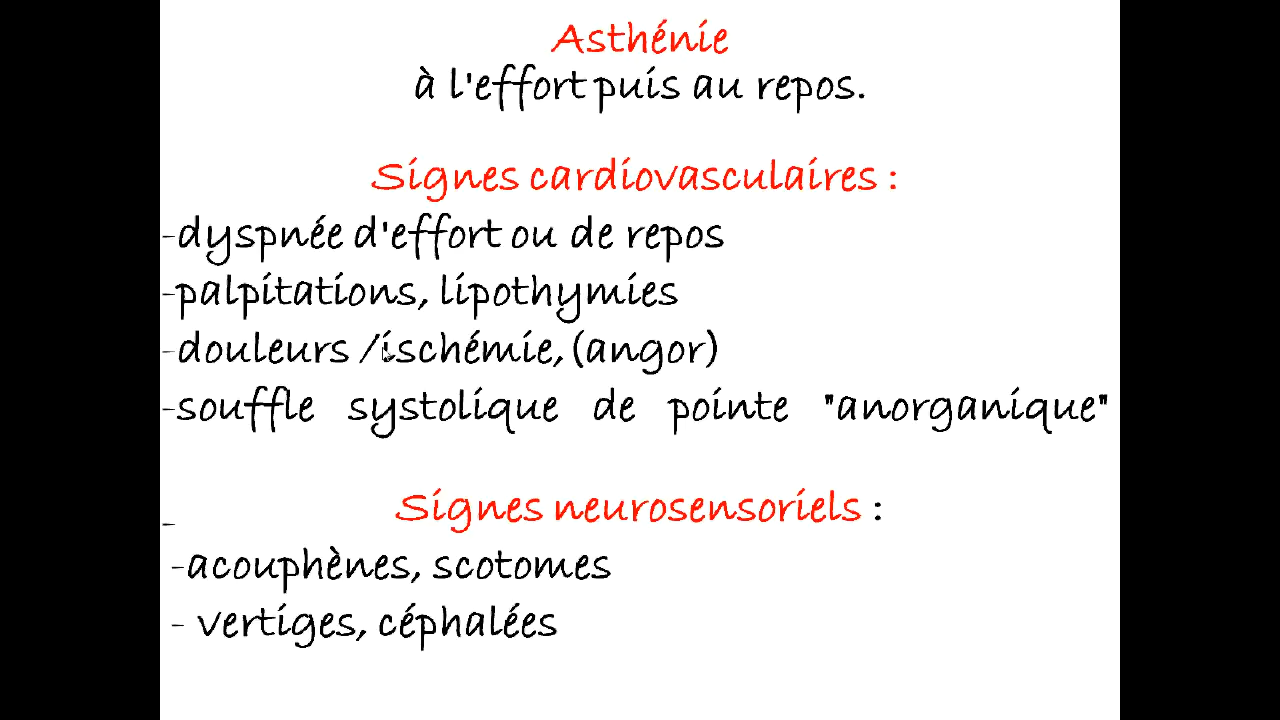 Asthénie
à l'effort puis au repos.
Signes cardiovasculaires :
-dyspnée d'effort ou de repos
-palpitations, lipothymies
-douleurs /ischémie, (angor)
-souffle systolique de pointe "anorganique"
- Signes neurosensoriels :
-acouphènes, scotomes
- vertiges, céphalées